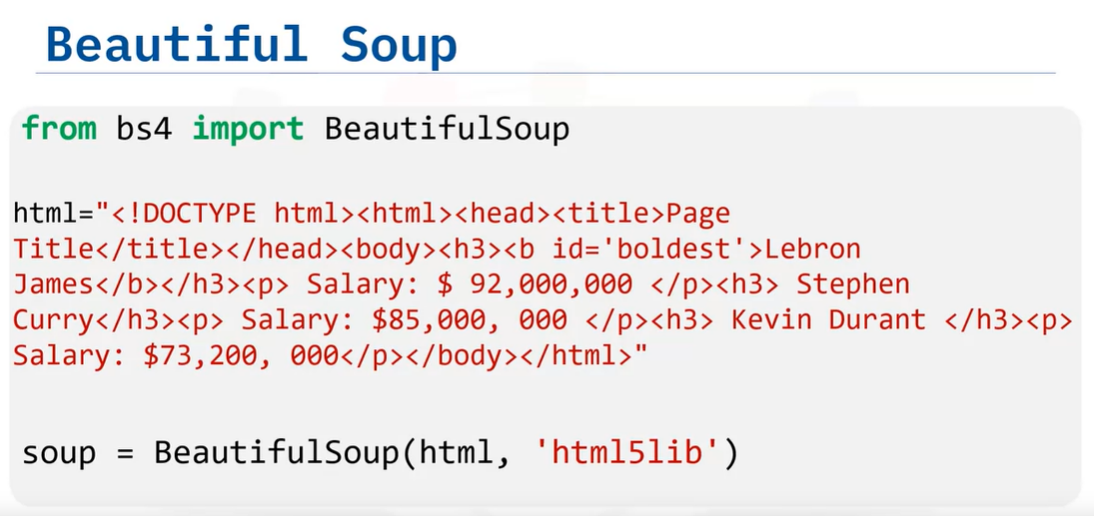 Beautiful Soup
from bs4 import BeautifulSoup
html="<!DOCTYPE html><html><head><title>Page
Title</title></head><body><h3><b id='boldest'>Lebron
James</b></h3><p> Salary: $ 92,000,000 </p><h3> Stephen
Curry</h3><p> Salary: $85,000, 000 </p><h3> Kevin Durant </h3><p>
Salary: $73,200, 000</p></body></html>"
soup = BeautifulSoup(html, 'html5lib')